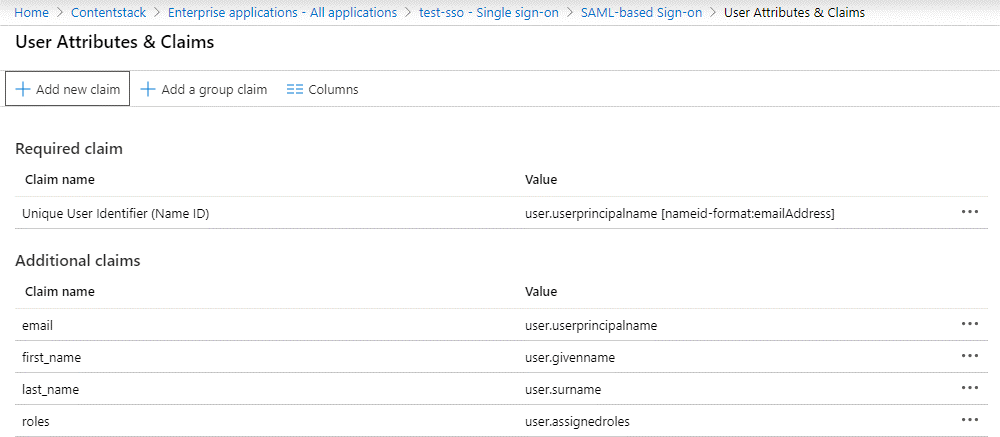 Home > Contentstack > Enterprise applications - All applications > test-sso - Single sign-on > SAML-based Sign-on > User Attributes & Claims
User Attributes & Claims
+ Add new claim + Add a group claim Columns
Required claim
Claim name Value
Unique User Identifier (Name ID) user.userprincipalname [nameid-format:emailAddress] •••
Additional claims
Claim name Value
email user.userprincipalname •••
first_name user.givenname •••
last_name user.surname •••
roles user.assignedroles •••